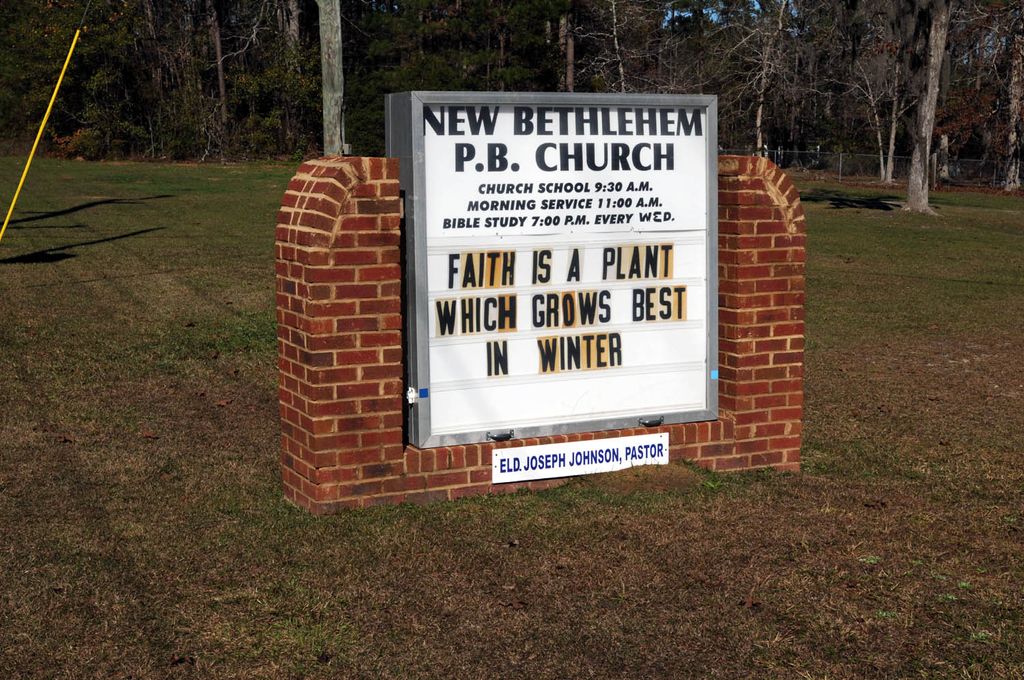 NEW BETHLEHEM
P.B. CHURCH
CHURCH SCHOOL 9:30 A.M.
MORNING SERVICE 11:00 A.M.
BIBLE STUDY 7:00 P.M. EVERY WED.
FAITH IS A PLANT
WHICH GROWS BEST
IN WINTER
ELD. JOSEPH JOHNSON, PASTOR